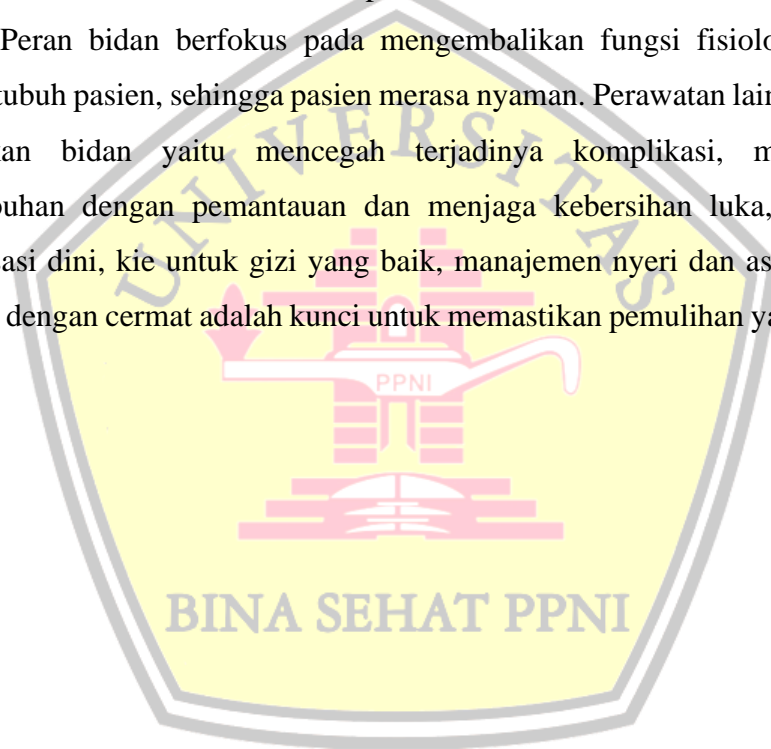 Peran bidan berfokus pada mengembalikan fungsi fisiolo
tubuh pasien, sehingga pasien merasa nyaman. Perawatan lain
kan bidan yaitu mencegah terjadinya komplikasi, m
buhan dengan pemantauan dan menjaga kebersihan luka,
asi dini, kie untuk gizi yang baik, manajemen nyeri dan as
dengan cermat adalah kunci untuk memastikan pemulihan ya
UNIVERSITAS
PPNI
BINA SEHAT PPNI